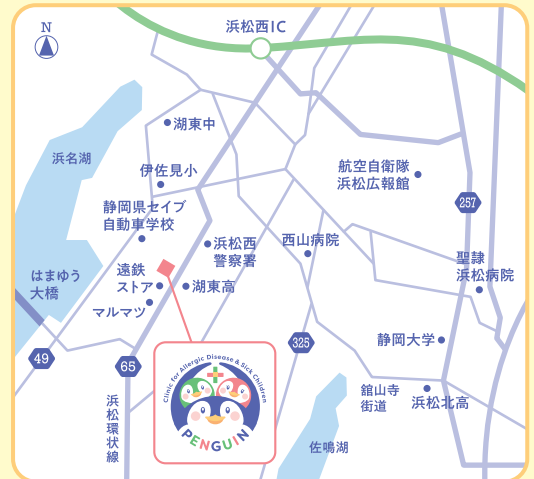 N
浜松西IC
湖東中
浜名湖
伊佐見小
航空自衛隊
浜松広報館
静岡県セイブ
自動車学校
257
浜松西
警察署
西山病院
聖隷
浜松病院
はまゆう
大橋
遠鉄
ストア
湖東高
マルマツ
静岡大学
325
49
65
Clinic for Allergic Disease & Sick Children
PENGUIN
舘山寺
街道
浜松北高
浜松環状線
佐鳴湖